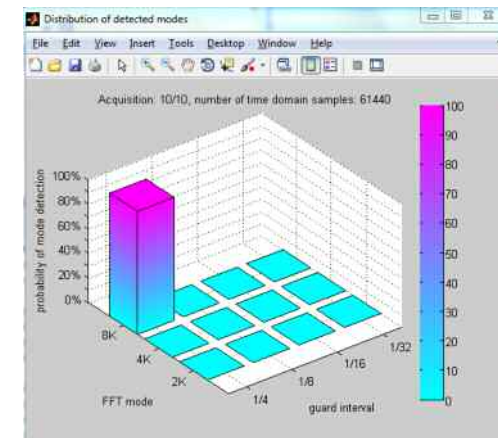 Distribution of detected modes
File Edit View Insert Tools Desktop Window Help
Acquisition: 10/10, number of time domain samples: 61440
probability of mode detection
100%
80%
60%
40%
20%
0%
8K
4K
2K
FFT mode
1/4
1/8
1/16
1/32
guard interval
100
90
80
70
60
50
40
30
20
10
0